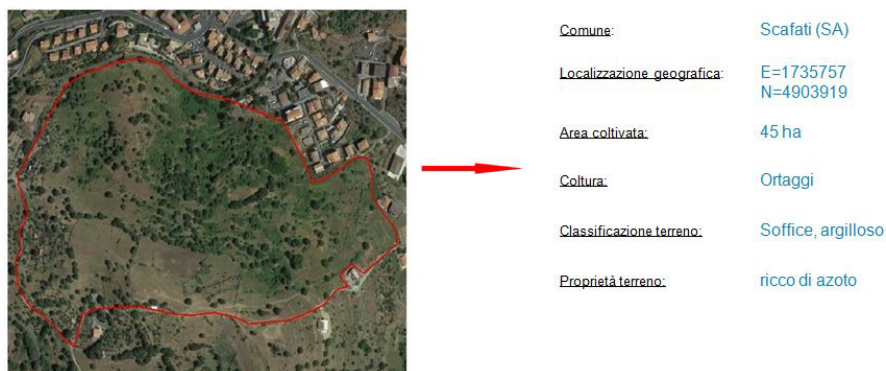 Comune: Scafati (SA)
Localizzazione geografica: E=1735757
N=4903919
Area coltivata: 45 ha
Coltura: Ortaggi
Classificazione terreno: Soffice, argilloso
Proprietà terreno: ricco di azoto